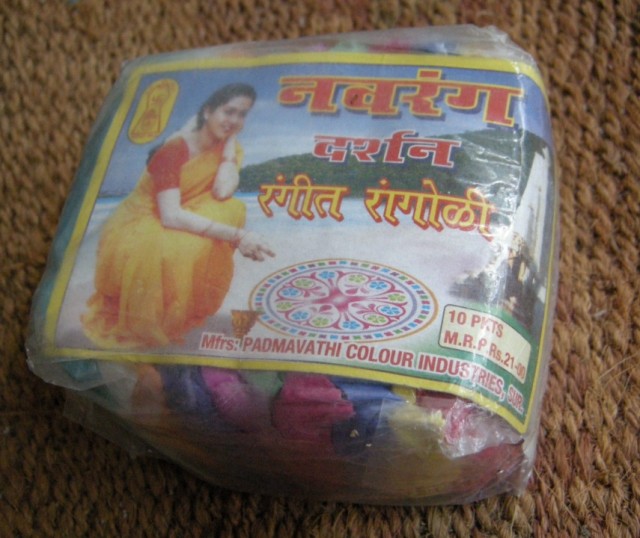 नवरंग
दर्शन
रंगीत रांगोळी
10 PKTS
M.R.P Rs.21-00
Mfrs: PADMAVATHI COLOUR INDUSTRIES,